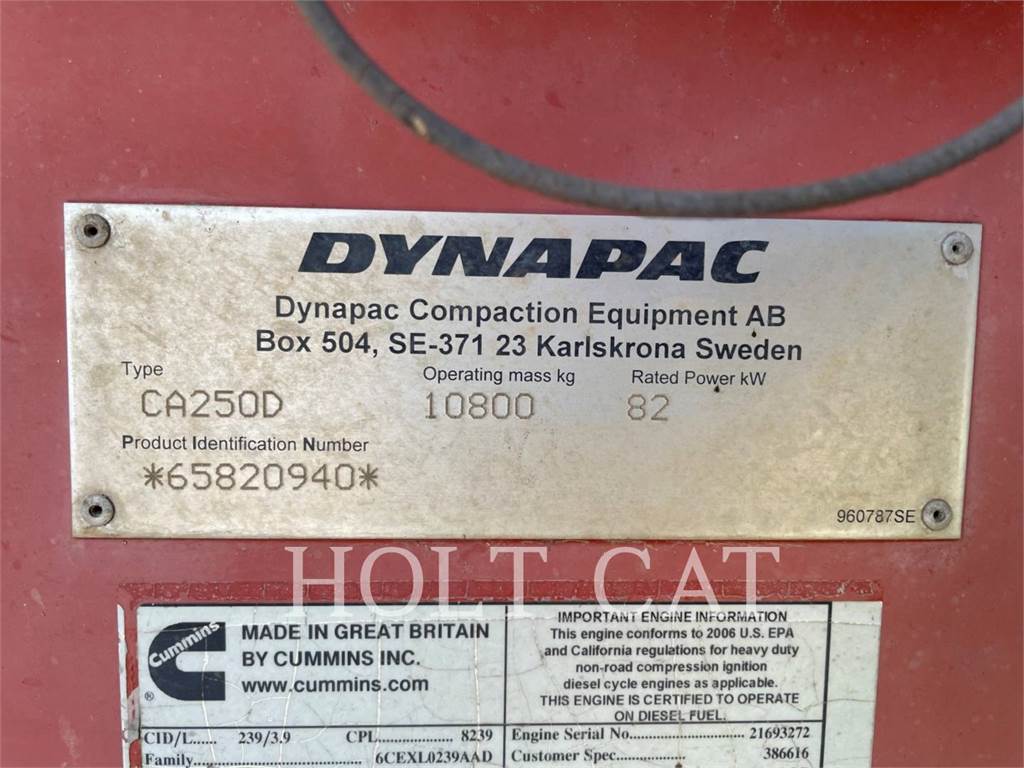 DYNAPAC
Dynapac Compaction Equipment AB
Box 504, SE-371 23 Karlskrona Sweden
Type Operating mass kg Rated Power kW
CA250D 10800 82
Product Identification Number
*65820940*
960787SE
HOLT CAT
Cummins
®
MADE IN GREAT BRITAIN
BY CUMMINS INC.
www.cummins.com
IMPORTANT ENGINE INFORMATION
This engine conforms to 2006 U.S. EPA
and California regulations for heavy duty
non-road compression ignition
diesel cycle engines as applicable.
THIS ENGINE IS CERTIFIED TO OPERATE
ON DIESEL FUEL.
CID/L...... 239/3.9 CPL.................. 8239
Family.......................................... 6CEXL0239AAD
Engine Serial No............................ 21693272
Customer Spec................. 386616